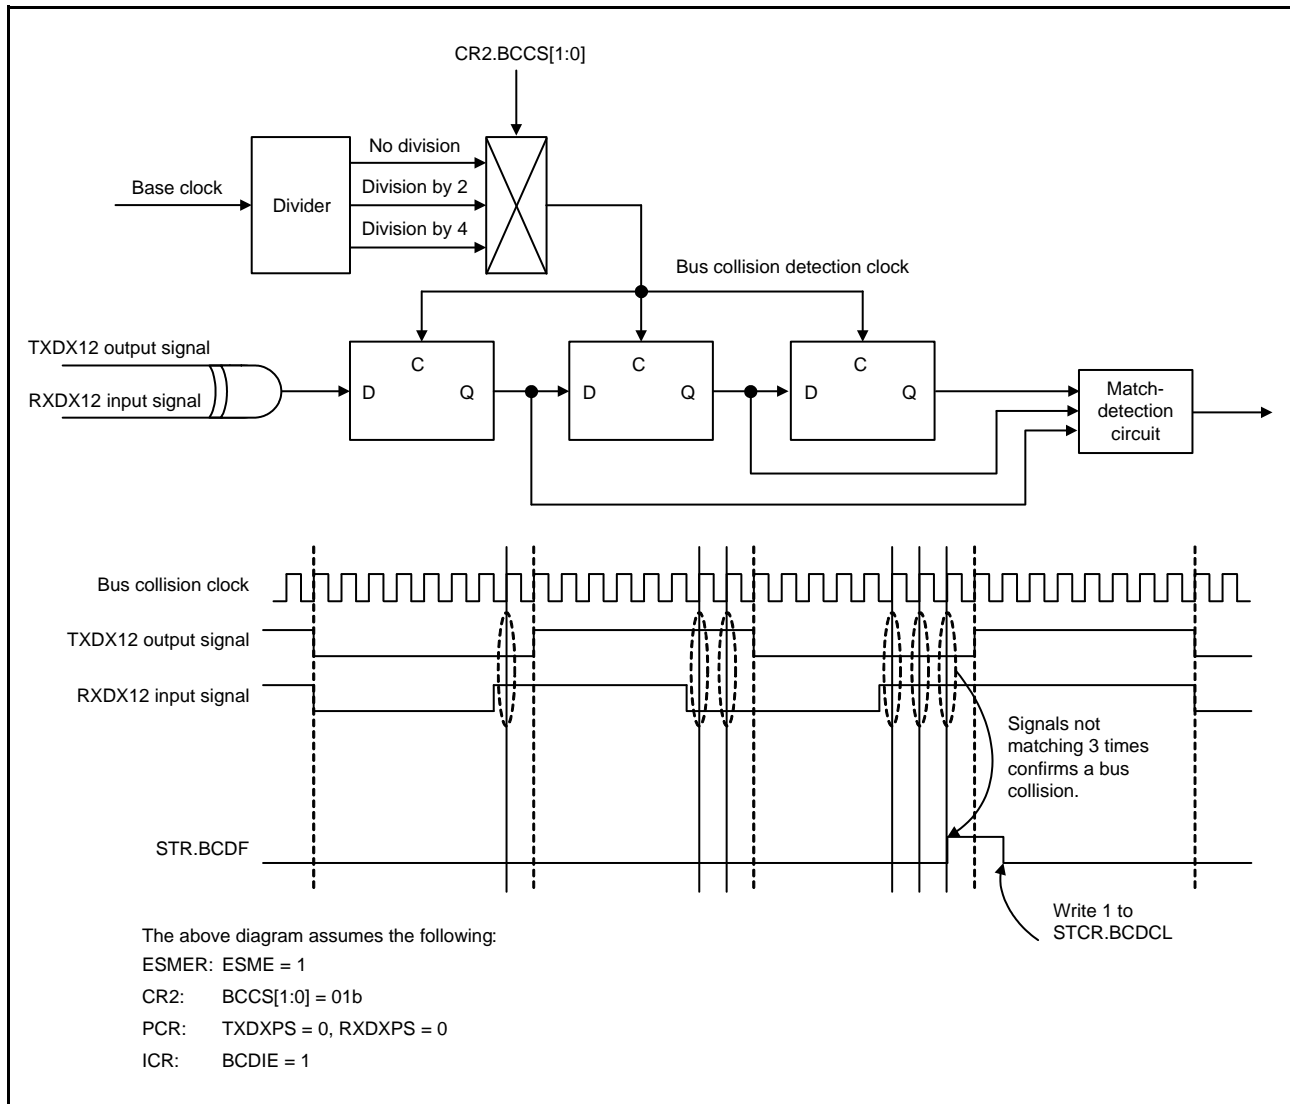 CR2.BCCS[1:0]
No division
Base clock
Division by 2
Divider
Division by 4
Bus collision detection clock
TXDX12 output signal
RXDX12 input signal
C
D
Q
C
D
Q
C
D
Q
Match-
detection
circuit
Bus collision clock
TXDX12 output signal
RXDX12 input signal
Signals not
matching 3 times
confirms a bus
collision.
STR.BCDF
Write 1 to
STCR.BCDCL
The above diagram assumes the following:
ESMER: ESME = 1
CR2: BCCS[1:0] = 01b
PCR: TXDXPS = 0, RXDXPS = 0
ICR: BCDIE = 1